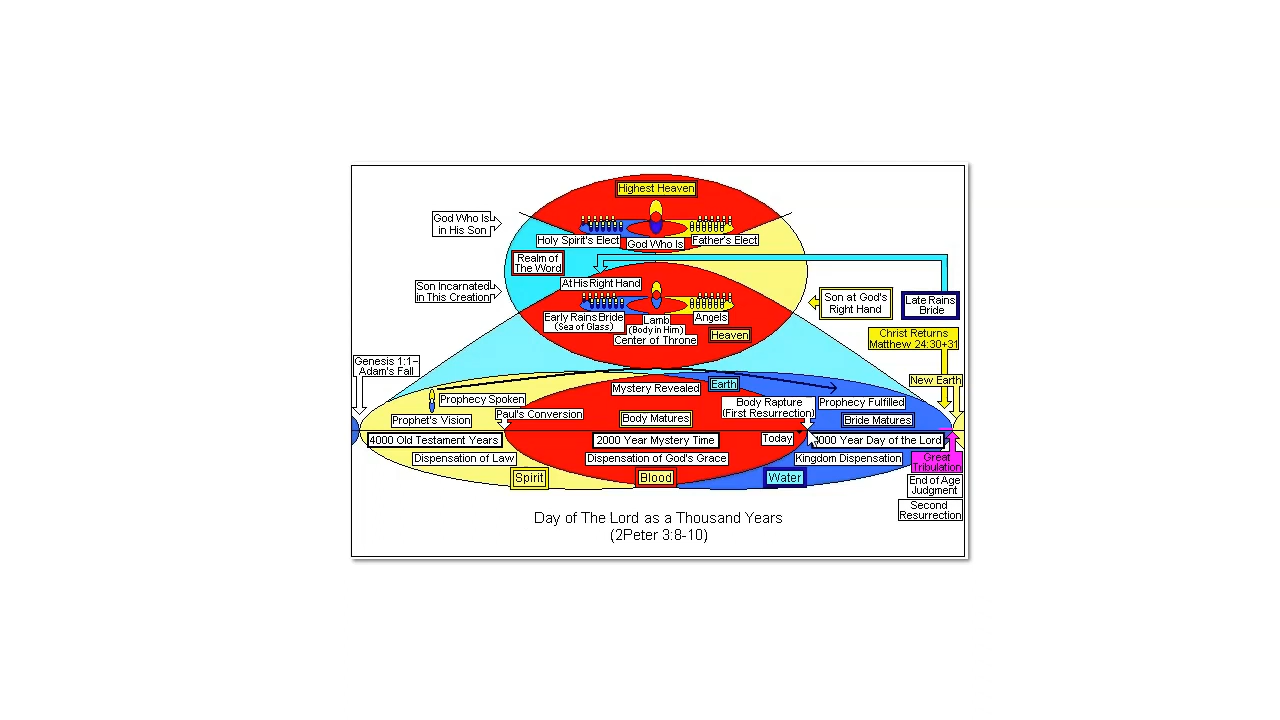 Highest Heaven
God Who Is
in His Son
Holy Spirit's Elect
God Who Is
Father's Elect
Realm of
The Word
At His Right Hand
Son Incarnated
in This Creation
Son at God's
Right Hand
Late Rains
Bride
Early Rains Bride
(Sea of Glass)
Lamb
(Body in Him)
Center of Throne
Angels
Heaven
Christ Returns
Matthew 24:30+31
Genesis 1:1–
Adam's Fall
New Earth
Mystery Revealed
Earth
Prophecy Spoken
Body Rapture
(First Resurrection)
Prophecy Fulfilled
Prophet's Vision
Paul's Conversion
Body Matures
Bride Matures
4000 Old Testament Years
2000 Year Mystery Time
Today
000 Year Day of the Lord
Dispensation of Law
Dispensation of God's Grace
Kingdom Dispensation
Great
Tribulation
Spirit
Blood
Water
End of Age
Judgment
Second
Resurrection
Day of The Lord as a Thousand Years
(2Peter 3:8-10)